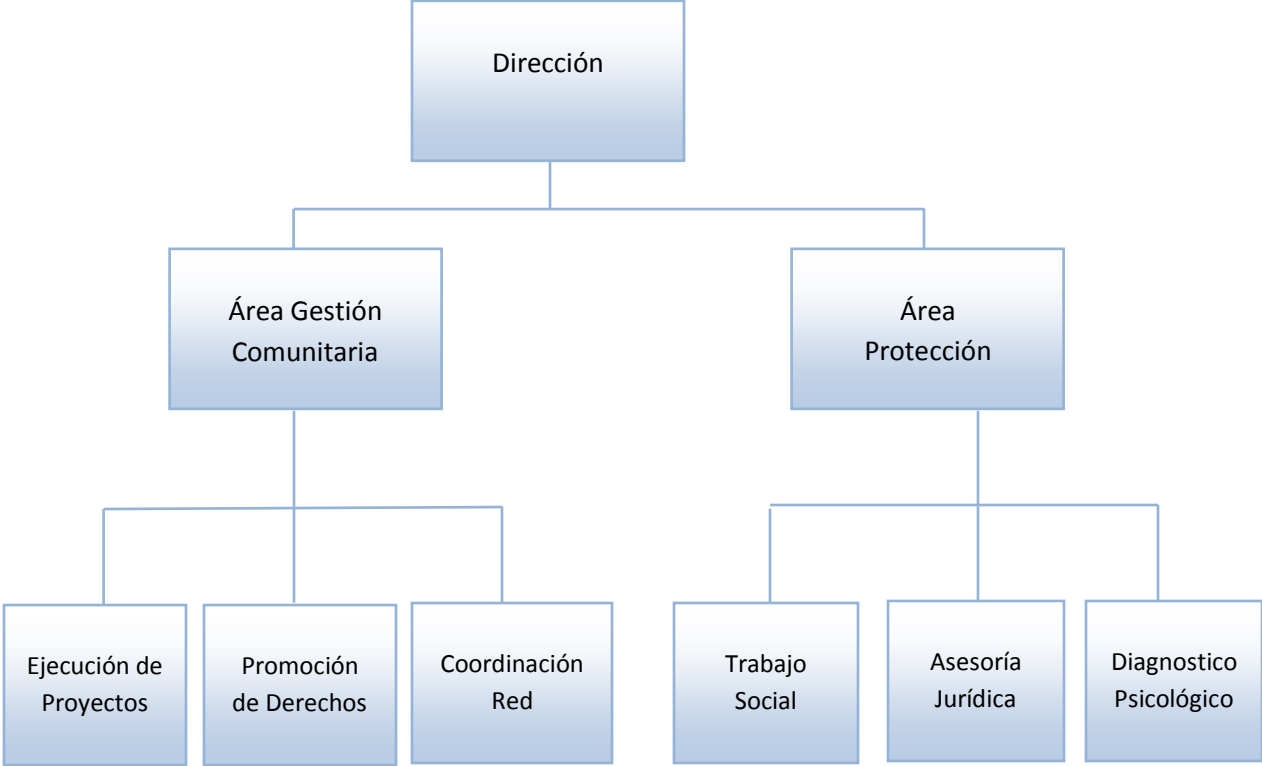 Dirección
Área Gestión
Comunitaria
Área
Protección
Ejecución de
Proyectos
Promoción
de Derechos
Coordinación
Red
Trabajo
Social
Asesoría
Jurídica
Diagnostico
Psicológico